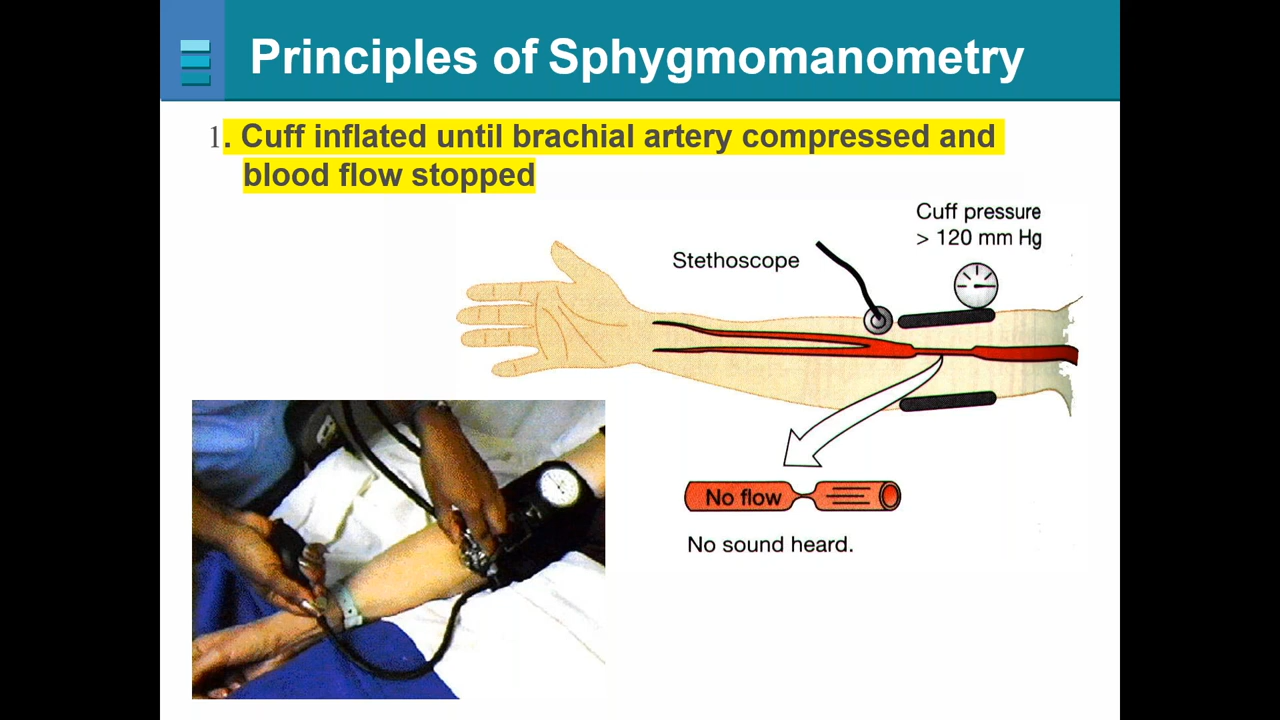 Principles of Sphygmomanometry
1. Cuff inflated until brachial artery compressed and
blood flow stopped
Cuff pressure
> 120 mm Hg
Stethoscope
No flow
No sound heard.